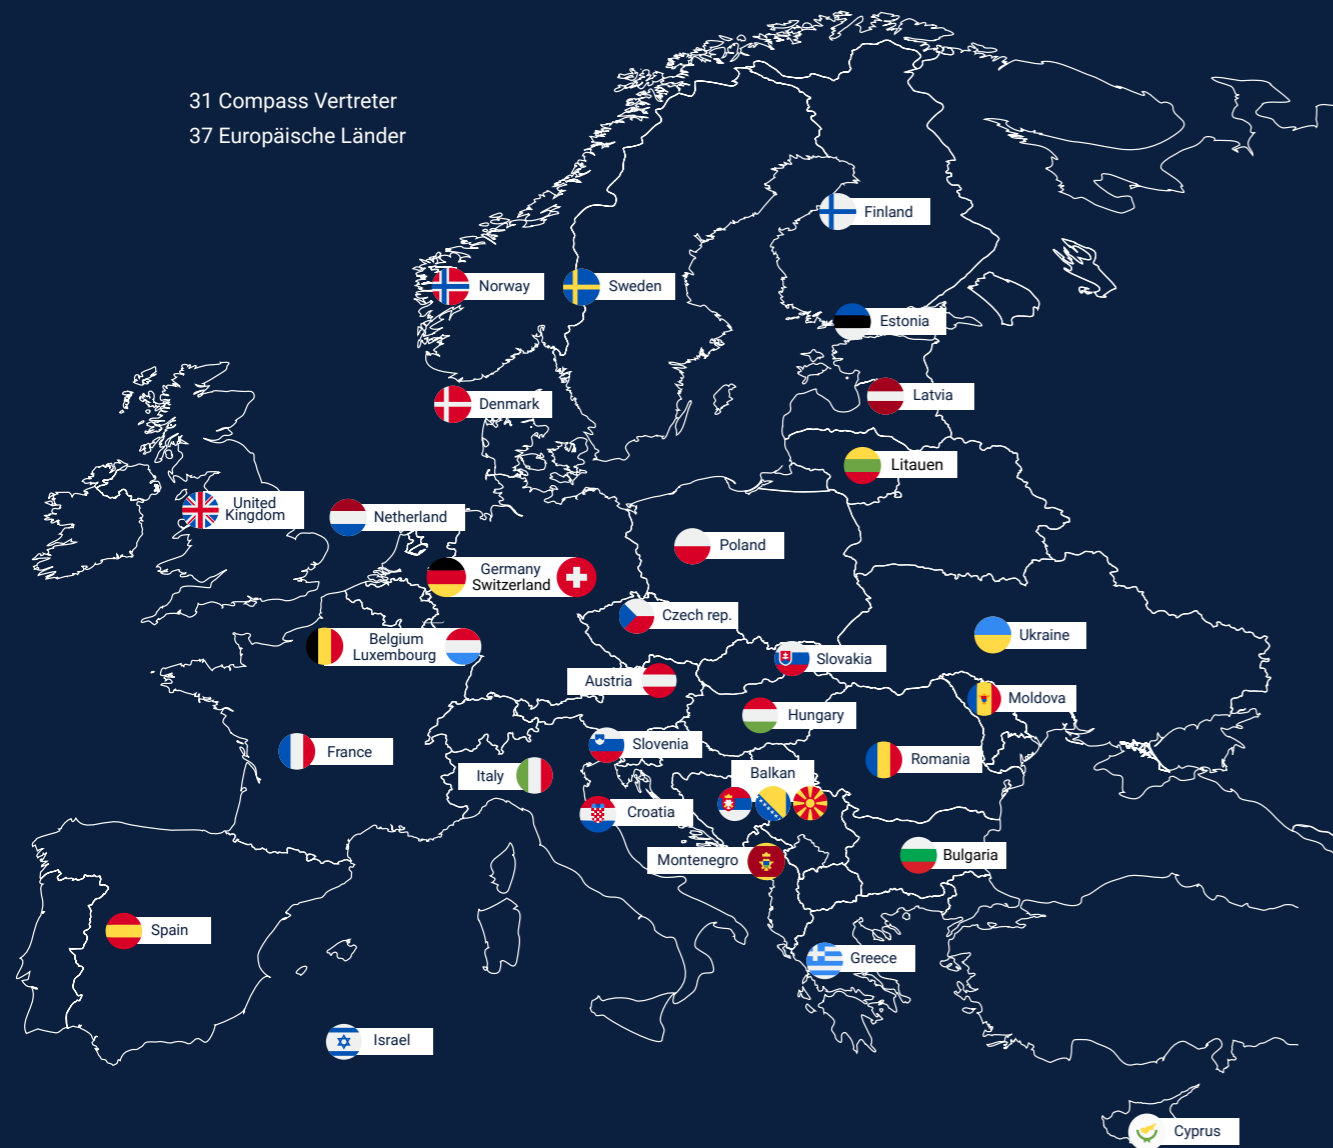 31 Compass Vertreter
37 Europäische Länder
Finland
Norway
Sweden
Estonia
Latvia
Denmark
Litauen
United
Kingdom
Netherland
Poland
Germany
Switzerland
Czech rep.
Ukraine
Belgium
Luxembourg
Slovakia
Austria
Moldova
Hungary
Slovenia
France
Romania
Italy
Balkan
Croatia
Montenegro
Bulgaria
Spain
Greece
Israel
Cyprus